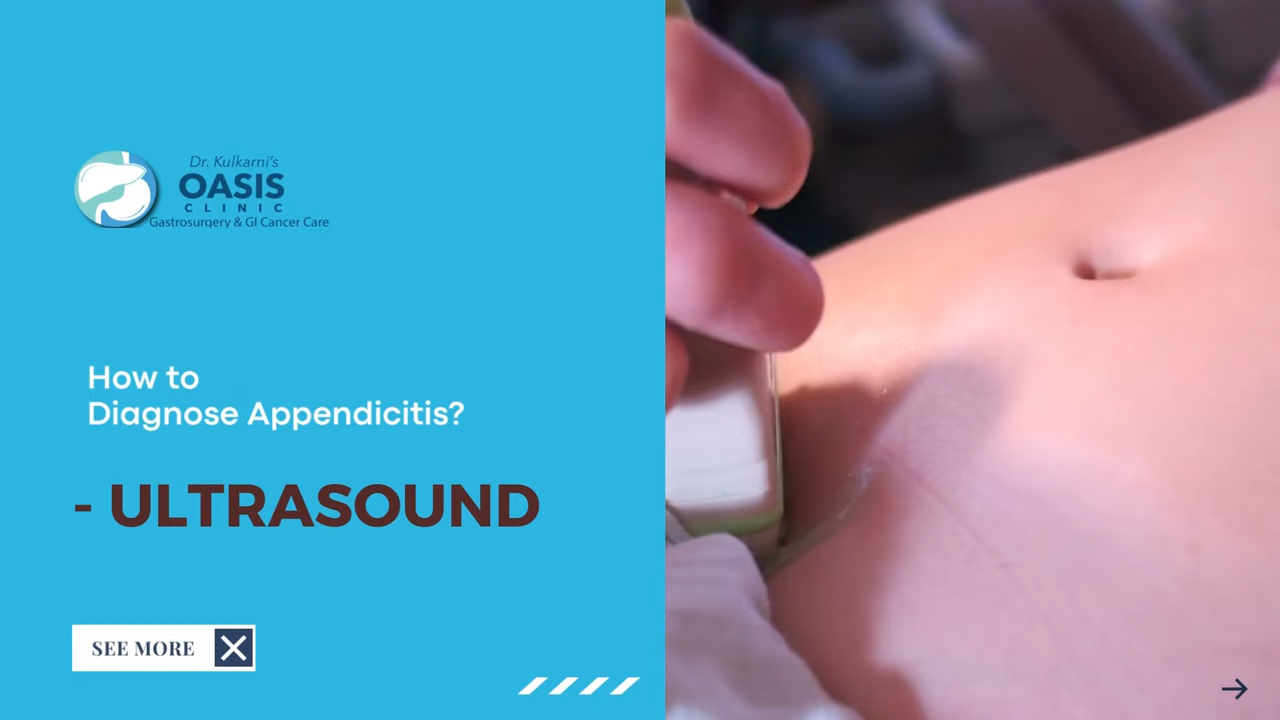 Dr. Kulkarni's
OASIS
CLINIC
Gastrosurgery & GI Cancer Care
How to
Diagnose Appendicitis?
- ULTRASOUND
SEE MORE